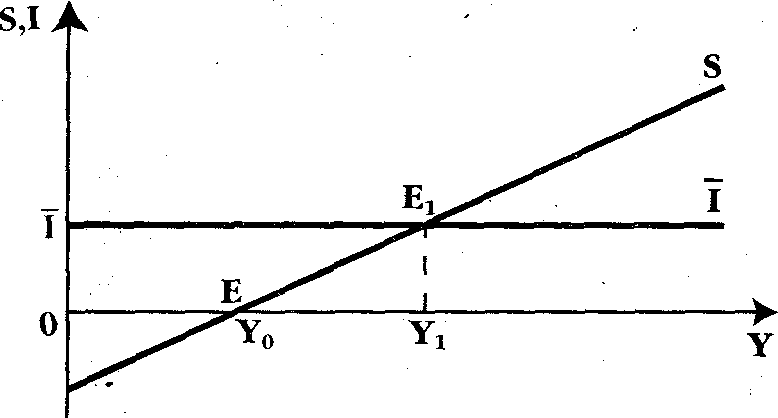 S,I
S
E₁
Ī
Ī
E
0
Y₀
Y₁
Y